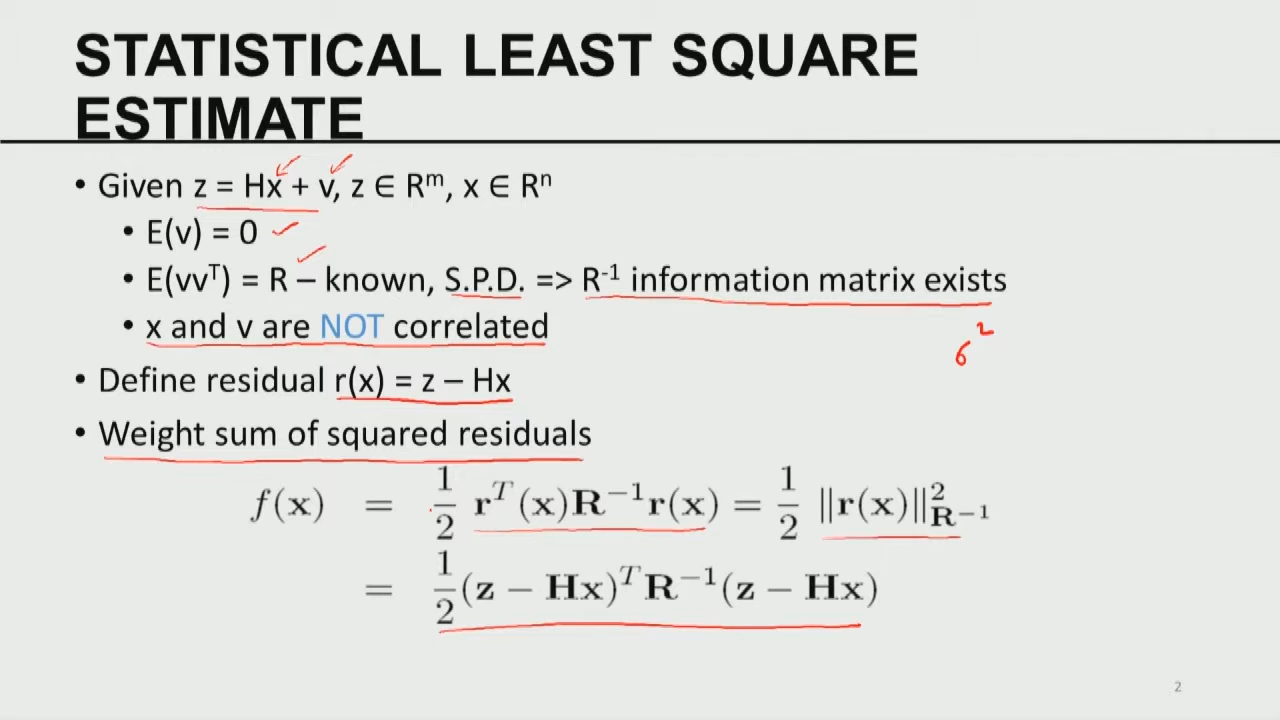 STATISTICAL LEAST SQUARE
ESTIMATE
• Given z = Hx + v, z ∈ Rᵐ, x ∈ Rⁿ
• E(v) = 0
• E(vvᵀ) = R – known, S.P.D. => R⁻¹ information matrix exists
• x and v are NOT correlated
σ²
• Define residual r(x) = z – Hx
• Weight sum of squared residuals
f(x) = 1/2 rᵀ(x)R⁻¹r(x) = 1/2 ||r(x)||²_R⁻¹
= 1/2 (z − Hx)ᵀR⁻¹(z − Hx)
2